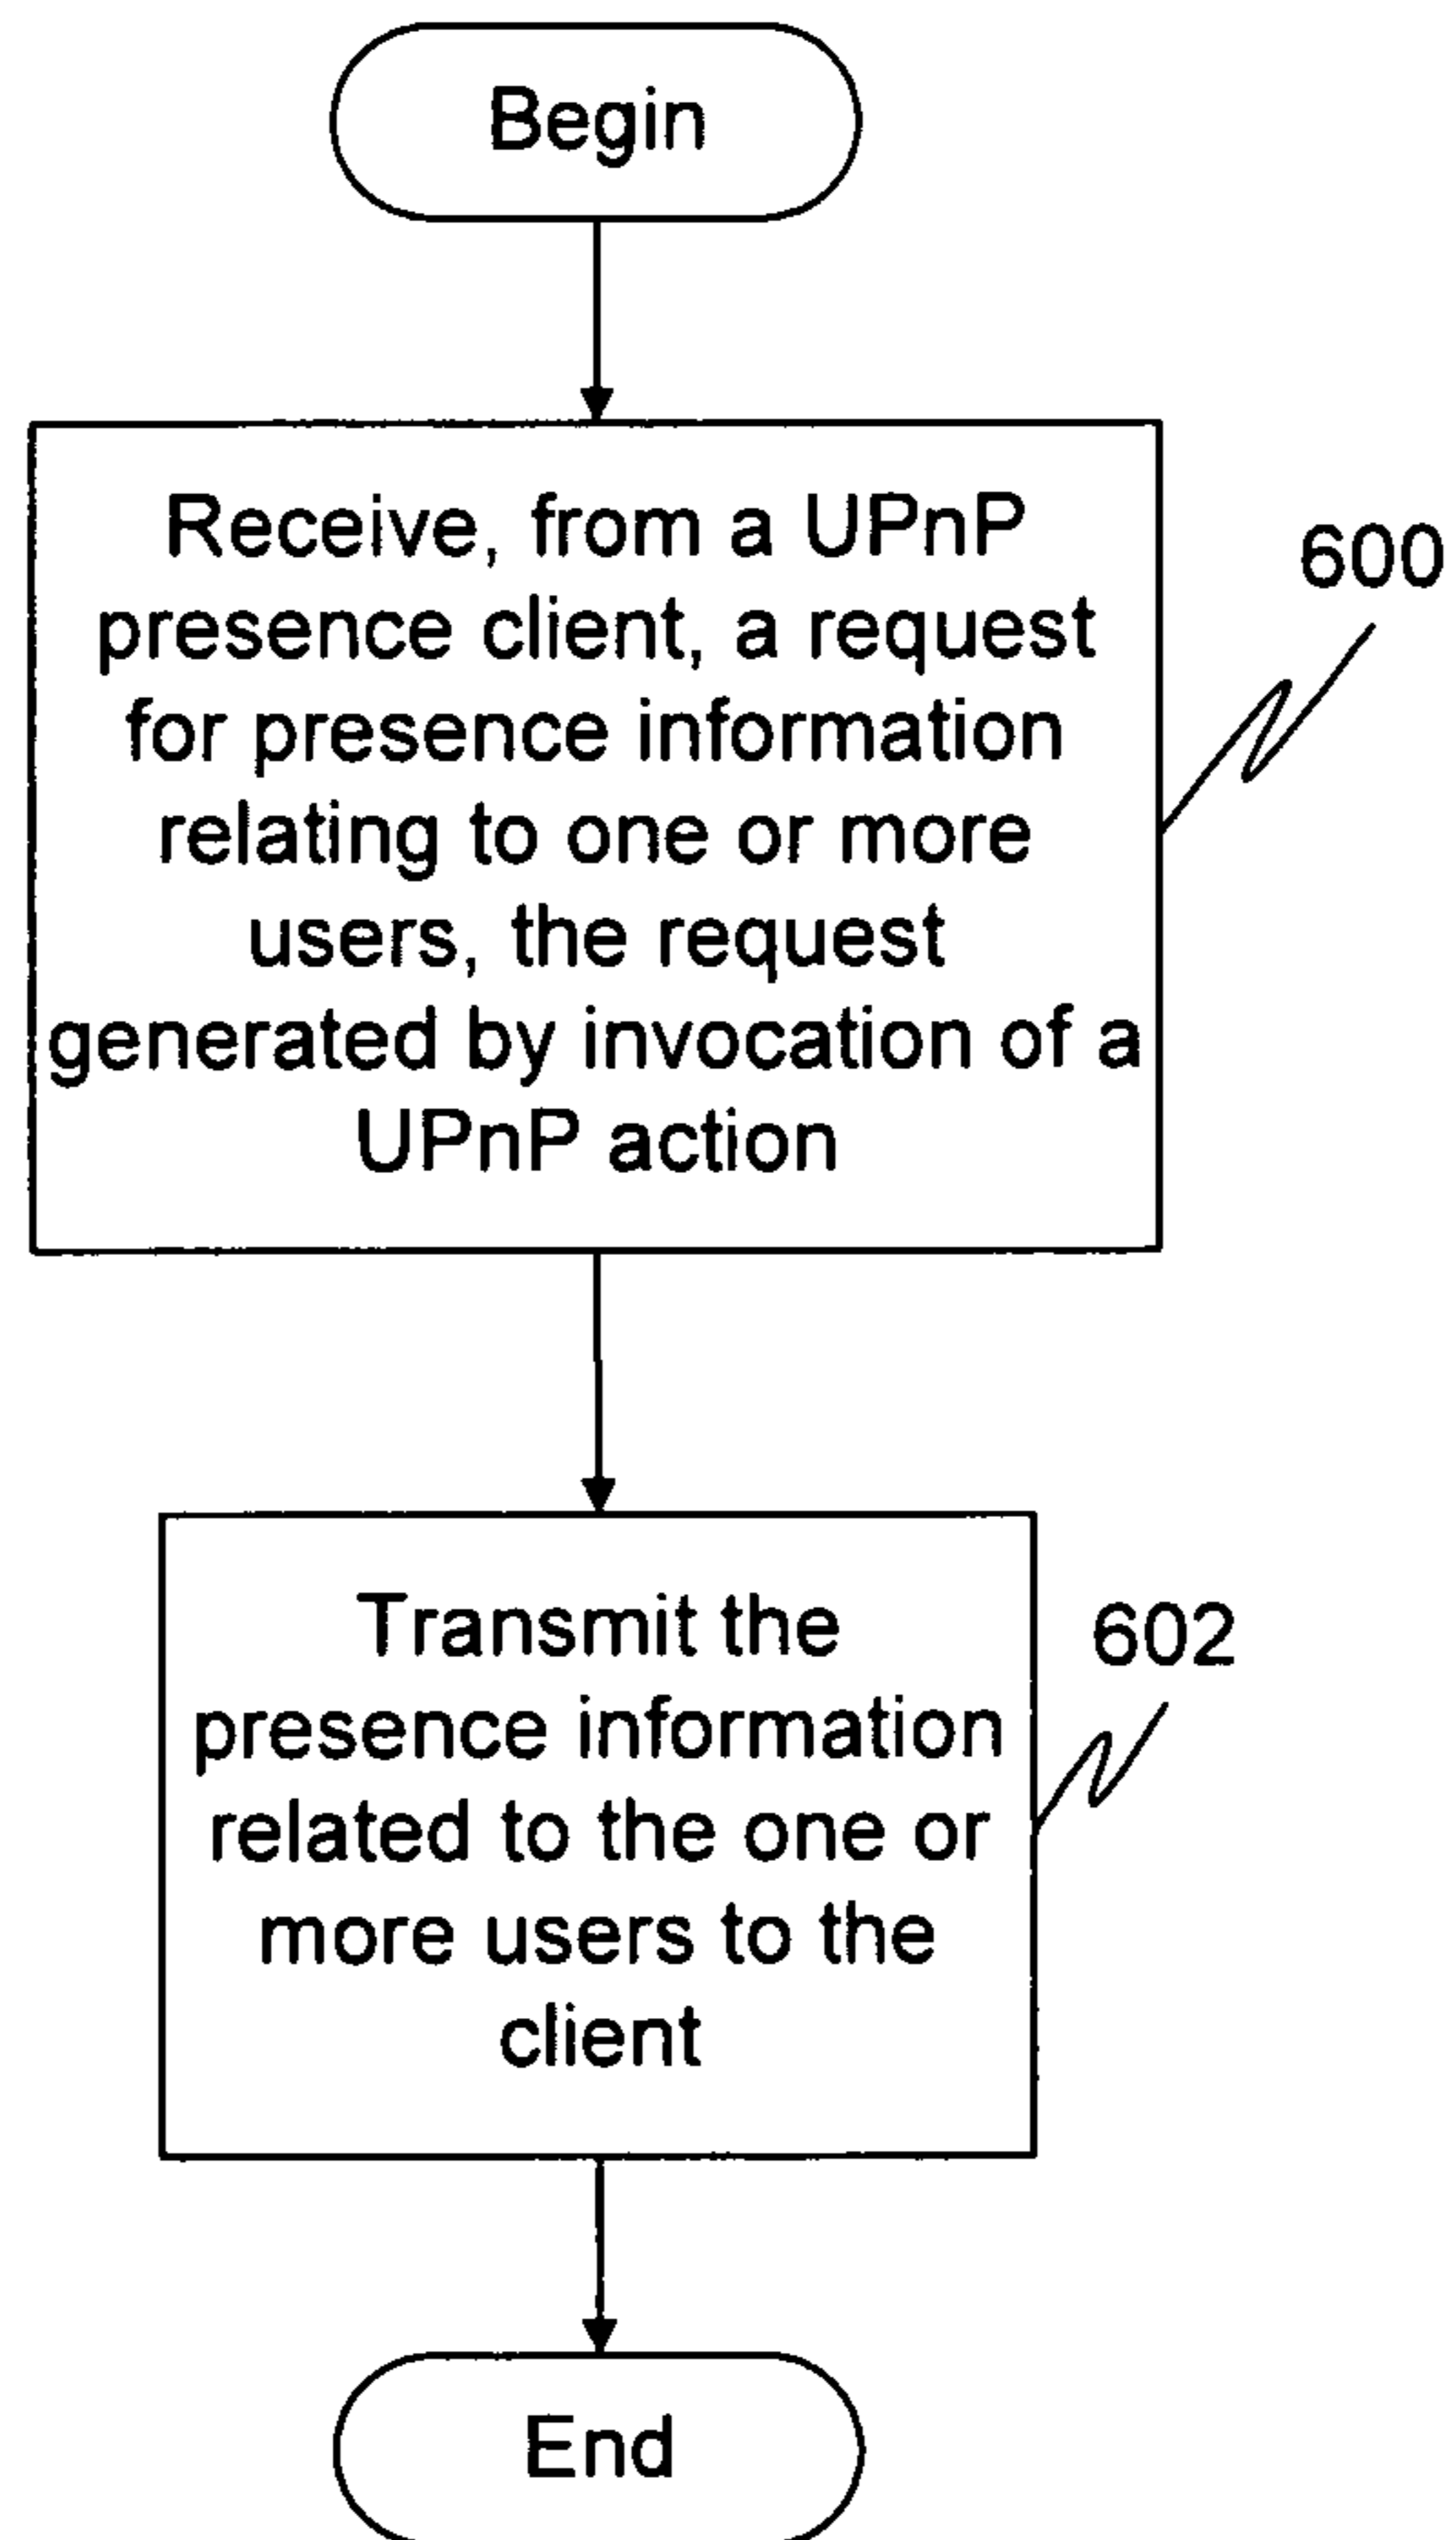 Begin
Receive, from a UPnP
presence client, a request
for presence information
relating to one or more
users, the request
generated by invocation of a
UPnP action
600
Transmit the
presence information
related to the one or
more users to the
client
602
End